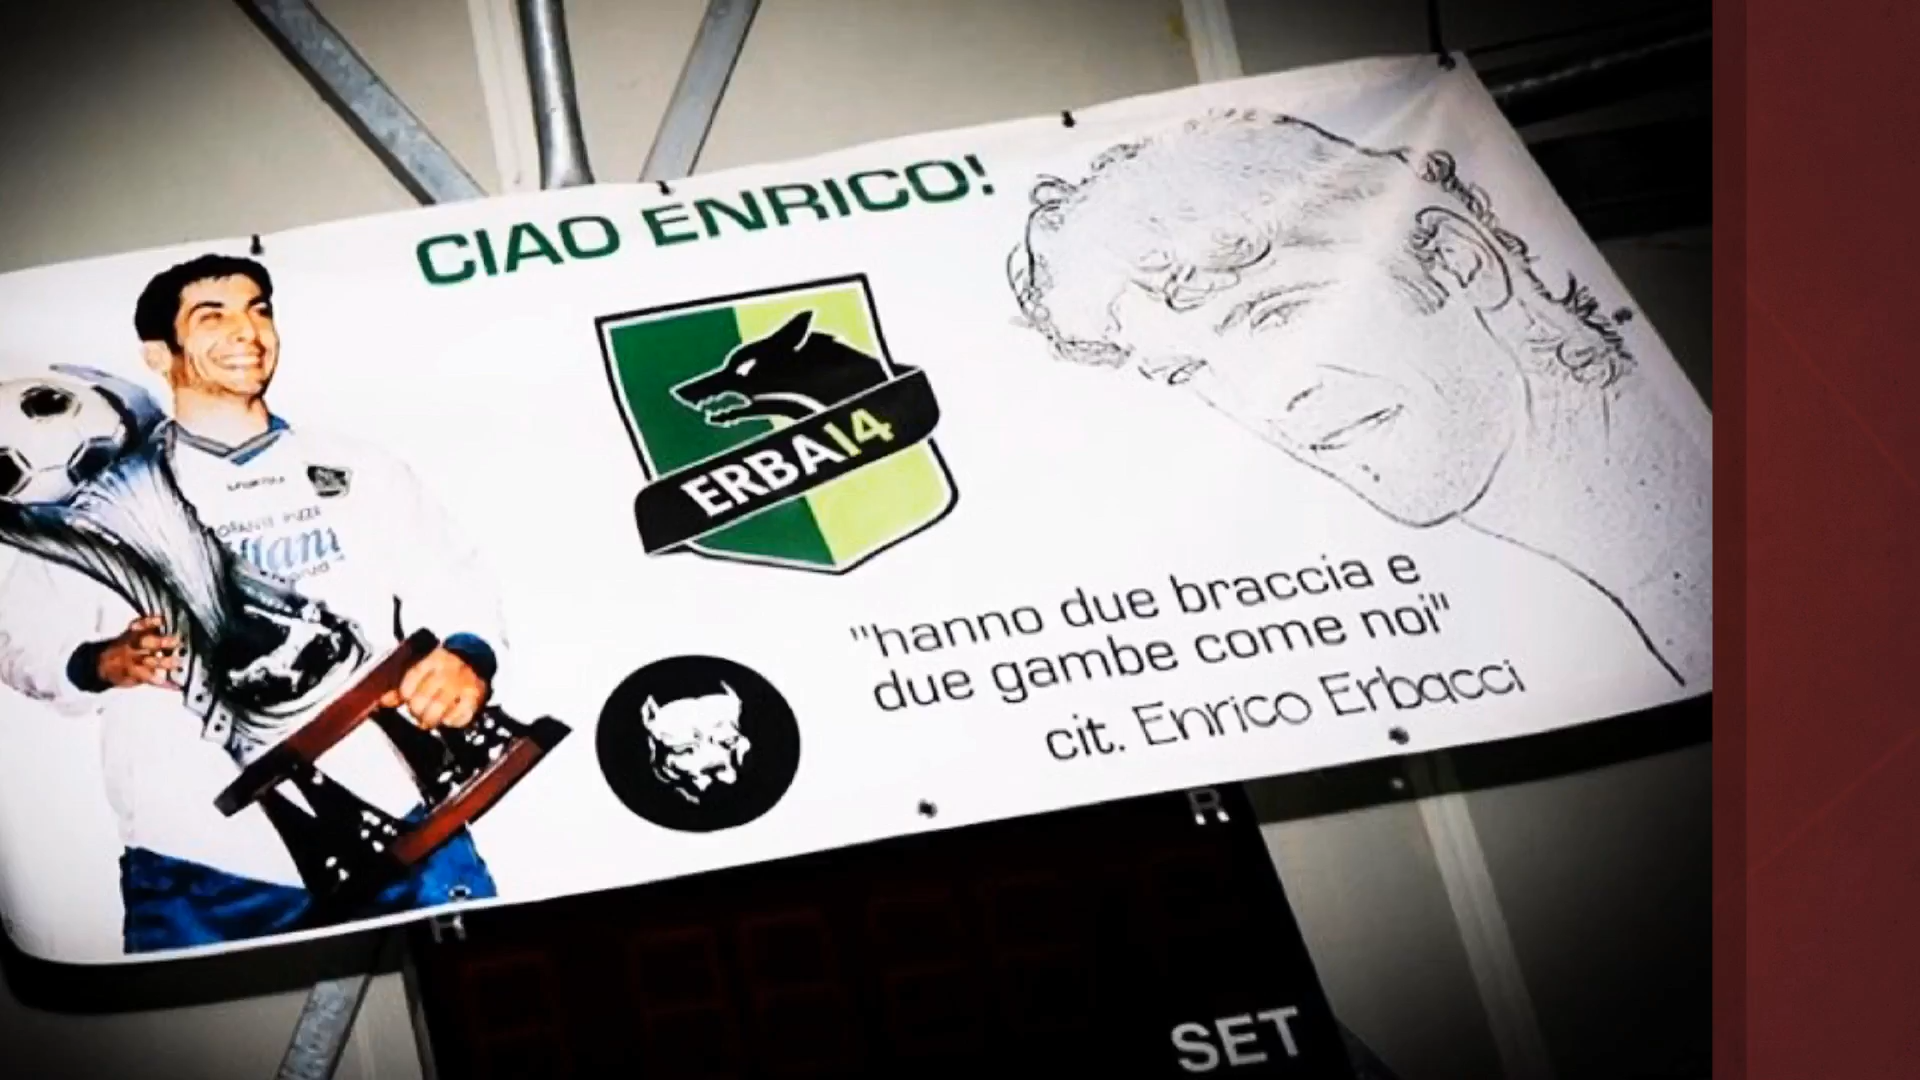 CIAO ENRICO!
ERBA14
"hanno due braccia e
due gambe come noi"
cit. Enrico Erbacci
SET